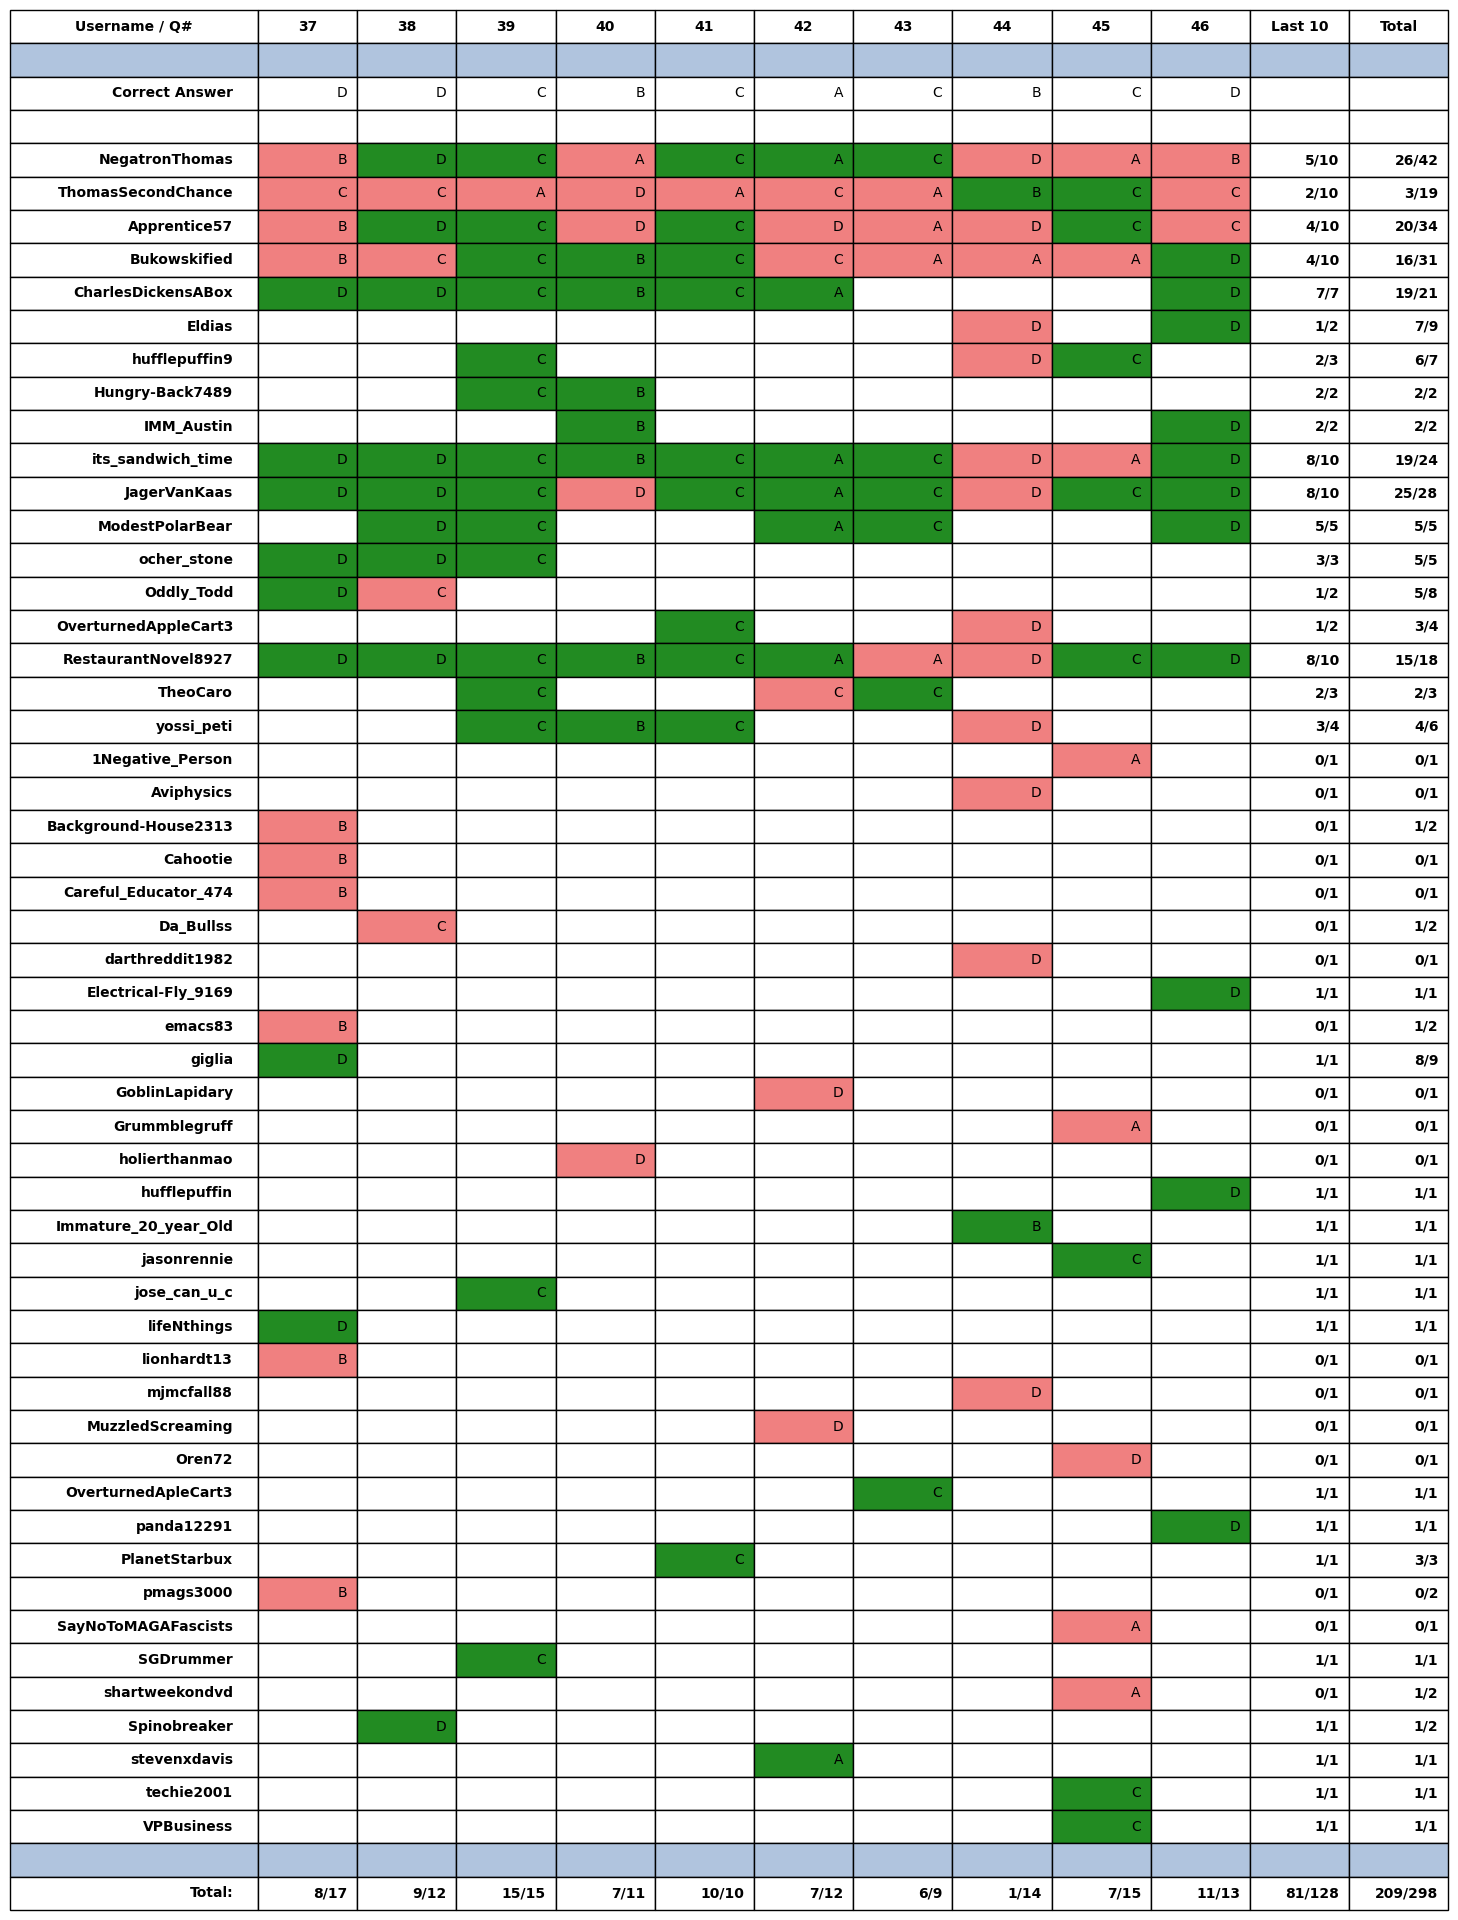 Username / Q# 37 38 39 40 41 42 43 44 45 46 Last 10 Total
Correct Answer D D C B C A C B C D
NegatronThomas B D C A C A C D A B 5/10 26/42
ThomasSecondChance C C A D A C A B C C 2/10 3/19
Apprentice57 B D C D C D A D C C 4/10 20/34
Bukowskified B C C B C C A A A D 4/10 16/31
CharlesDickensABox D D C B C A D 7/7 19/21
Eldias D D 1/2 7/9
hufflepuffin9 C D C 2/3 6/7
Hungry-Back7489 C B 2/2 2/2
IMM_Austin B D 2/2 2/2
its_sandwich_time D D C B C A C D A D 8/10 19/24
JagerVanKaas D D C D C A C D C D 8/10 25/28
ModestPolarBear D C A C D 5/5 5/5
ocher_stone D D C 3/3 5/5
Oddly_Todd D C 1/2 5/8
OverturnedAppleCart3 C D 1/2 3/4
RestaurantNovel8927 D D C B C A A D C D 8/10 15/18
TheoCaro C C C 2/3 2/3
yossi_peti C B C D 3/4 4/6
1Negative_Person A 0/1 0/1
Aviphysics D 0/1 0/1
Background-House2313 B 0/1 1/2
Cahootie B 0/1 0/1
Careful_Educator_474 B 0/1 0/1
Da_Bullss C 0/1 1/2
darthreddit1982 D 0/1 0/1
Electrical-Fly_9169 D 1/1 1/1
emacs83 B 0/1 1/2
giglia D 1/1 8/9
GoblinLapidary D 0/1 0/1
Grummblegruff A 0/1 0/1
holierthanmao D 0/1 0/1
hufflepuffin D 1/1 1/1
Immature_20_year_Old B 1/1 1/1
jasonrennie C 1/1 1/1
jose_can_u_c C 1/1 1/1
lifeNthings D 1/1 1/1
lionhardt13 B 0/1 0/1
mjmcfall88 D 0/1 0/1
MuzzledScreaming D 0/1 0/1
Oren72 D 0/1 0/1
OverturnedApleCart3 C 1/1 1/1
panda12291 D 1/1 1/1
PlanetStarbux C 1/1 3/3
pmags3000 B 0/1 0/2
SayNoToMAGAFascists A 0/1 0/1
SGDrummer C 1/1 1/1
shartweekondvd A 0/1 1/2
Spinobreaker D 1/1 1/2
stevenxdavis A 1/1 1/1
techie2001 C 1/1 1/1
VPBusiness C 1/1 1/1
Total: 8/17 9/12 15/15 7/11 10/10 7/12 6/9 1/14 7/15 11/13 81/128 209/298